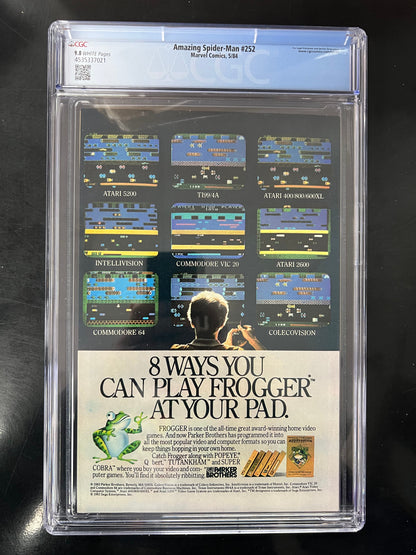 CGC
Amazing Spider-Man #252
9.8 WHITE Pages
Marvel Comics, 5/84
4535337021
CGC
ATARI 5200
TI99/4A
ATARI 400/800/600XL
INTELLIVISION
COMMODORE VIC 20
ATARI 2600
COMMODORE 64
COLECOVISION
8 WAYS YOU
CAN PLAY FROGGER™
AT YOUR PAD.
FROGGER is one of the all-time great award-winning home video
games. And now Parker Brothers has programmed it into
all the most popular video and computer formats so you can
keep things hopping in your own home.
Catch Frogger along with POPEYE,
Q*bert, TUTANKHAM and SUPER
COBRA where you buy your video and com-
puter games. It's absolutely ribbitting.
PARKER
BROTHERS